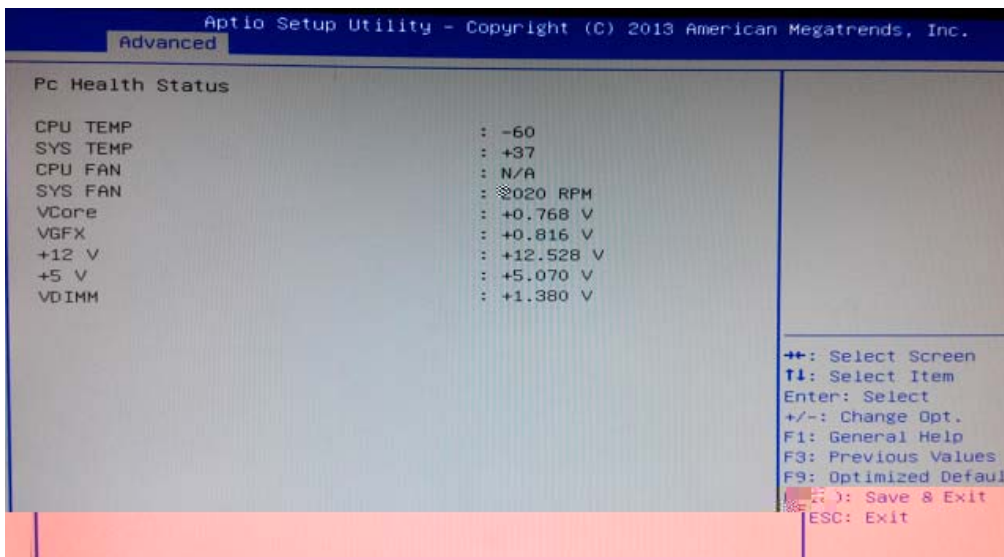 Aptio Setup Utility – Copyright (C) 2013 American Megatrends, Inc.
Advanced
Pc Health Status
CPU TEMP : -60
SYS TEMP : +37
CPU FAN : N/A
SYS FAN : 2020 RPM
VCore : +0.768 V
VGFX : +0.816 V
+12 V : +12.528 V
+5 V : +5.070 V
VDIMM : +1.380 V
→←: Select Screen
↑↓: Select Item
Enter: Select
+/-: Change Opt.
F1: General Help
F3: Previous Values
F9: Optimized Defaul
: Save & Exit
ESC: Exit